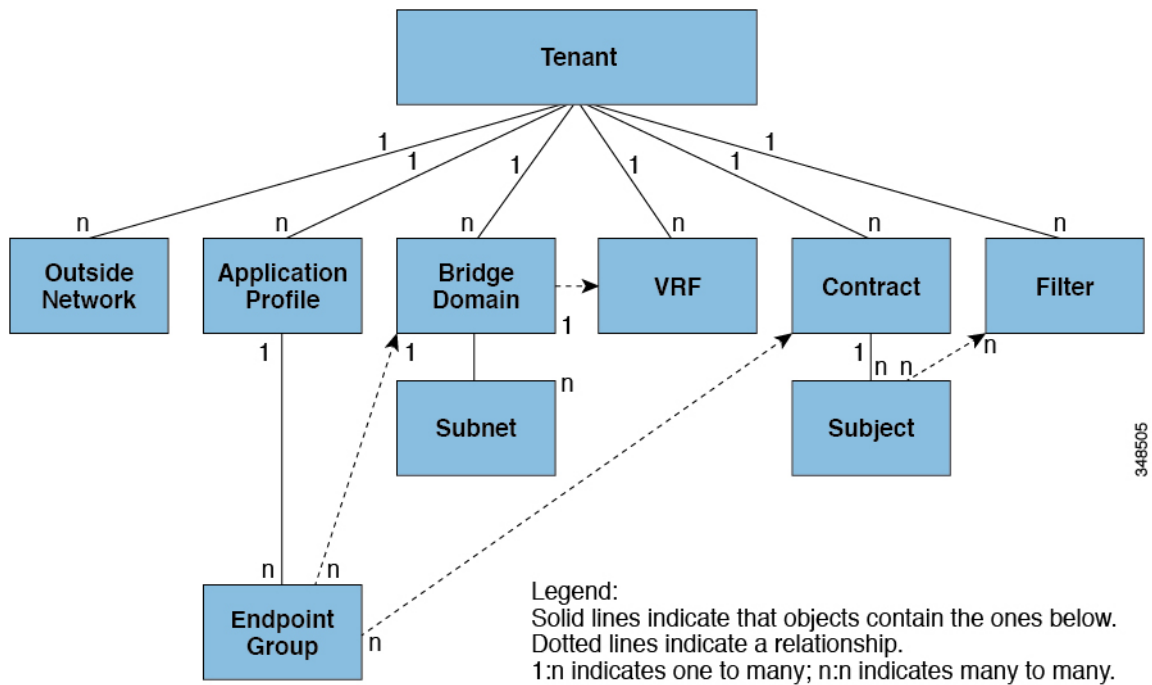 Tenant
1
1
1
1
1
1
n
n
n
n
n
n
Outside
Network
Application
Profile
Bridge
Domain
VRF
Contract
Filter
1
1
1
1
n
n
n
n
Subnet
Subject
348505
n
n
Endpoint
Group
n
Legend:
Solid lines indicate that objects contain the ones below.
Dotted lines indicate a relationship.
1:n indicates one to many; n:n indicates many to many.